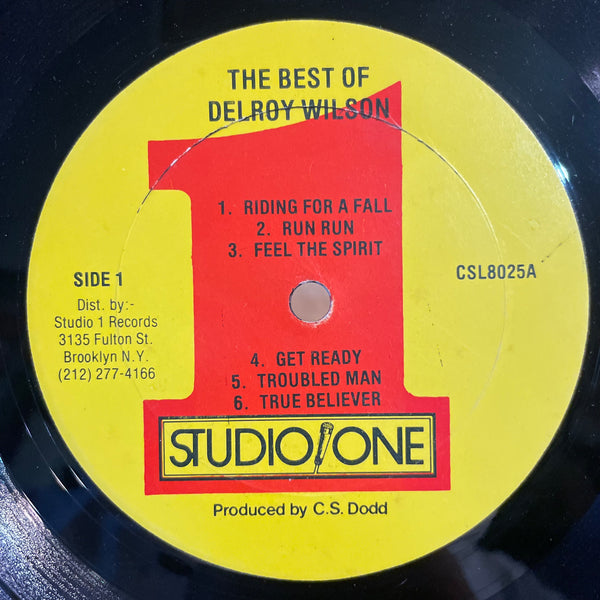 THE BEST OF
DELROY WILSON
1. RIDING FOR A FALL
2. RUN RUN
3. FEEL THE SPIRIT
SIDE 1
CSL8025A
Dist. by:-
Studio 1 Records
3135 Fulton St.
Brooklyn N.Y.
(212) 277-4166
4. GET READY
5. TROUBLED MAN
6. TRUE BELIEVER
STUDIO ONE
Produced by C.S. Dodd